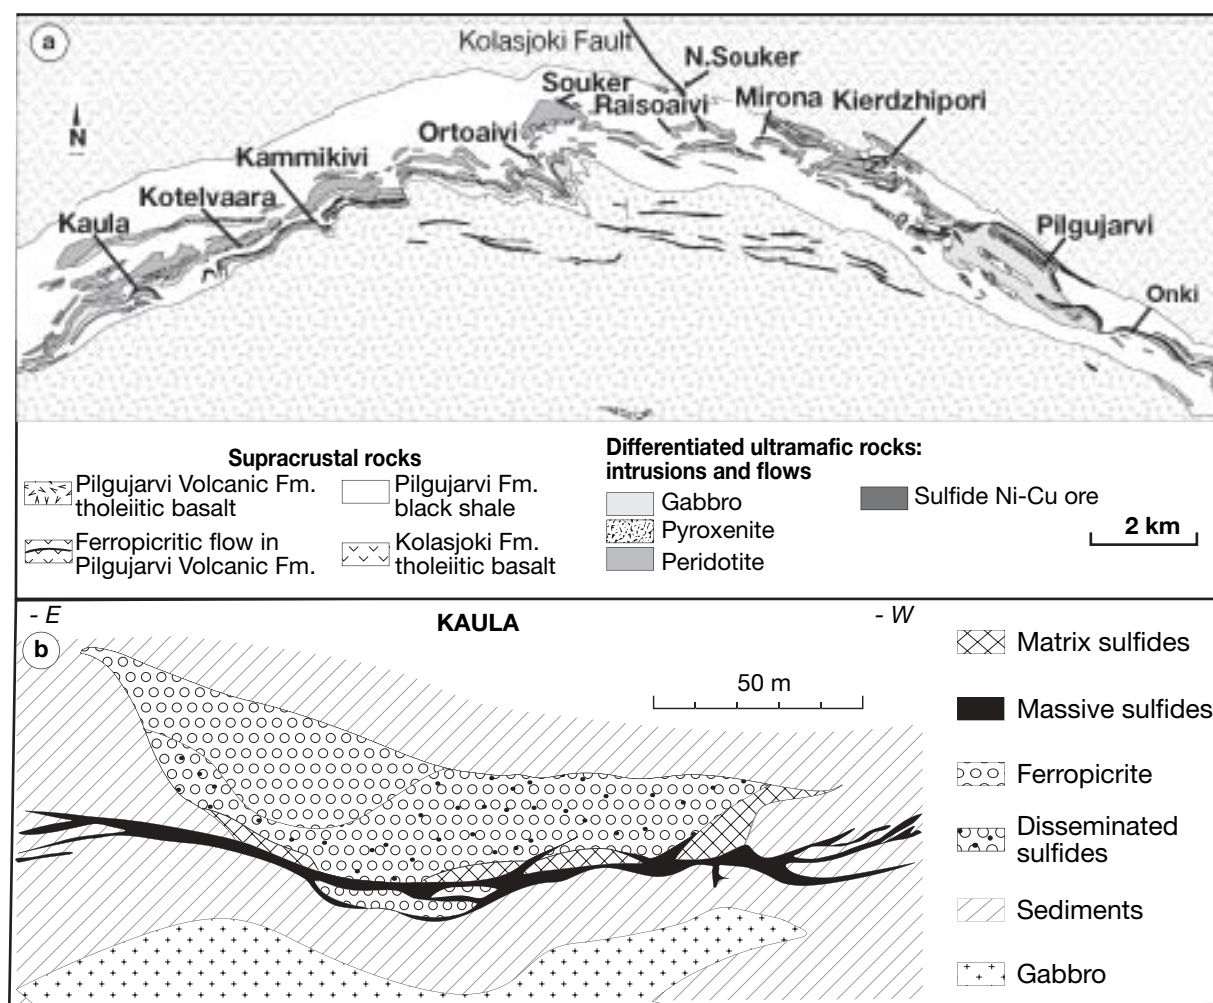 a
Kolasjoki Fault
N.Souker
Souker
Raisoaivi
Mirona
Kierdzhipori
N
Ortoaivi
Kammikivi
Kotelvaara
Kaula
Pilgujarvi
Onki
Supracrustal rocks
Pilgujarvi Volcanic Fm.
tholeiitic basalt
Pilgujarvi Fm.
black shale
Ferropicritic flow in
Pilgujarvi Volcanic Fm.
Kolasjoki Fm.
tholeiitic basalt
Differentiated ultramafic rocks:
intrusions and flows
Gabbro
Pyroxenite
Peridotite
Sulfide Ni-Cu ore
2 km
- E
KAULA
- W
b
50 m
Matrix sulfides
Massive sulfides
Ferropicrite
Disseminated
sulfides
Sediments
Gabbro